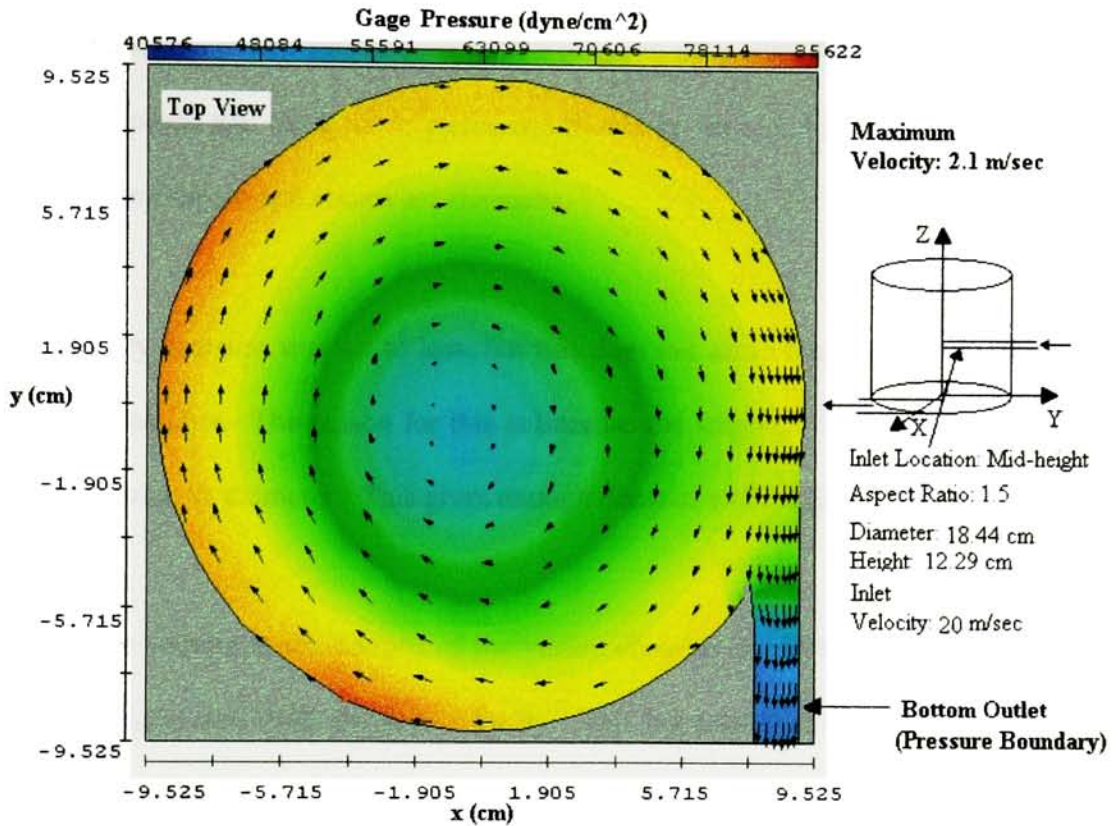 Gage Pressure (dyne/cm^2)
40576 48084 55591 63099 70606 78114 85622
9.525
Top View
5.715
1.905
y (cm)
-1.905
-5.715
-9.525
-9.525 -5.715 -1.905 1.905 5.715 9.525
x (cm)
Maximum
Velocity: 2.1 m/sec
Z
Y
X
Inlet Location: Mid-height
Aspect Ratio: 1.5
Diameter: 18.44 cm
Height: 12.29 cm
Inlet
Velocity: 20 m/sec
Bottom Outlet
(Pressure Boundary)